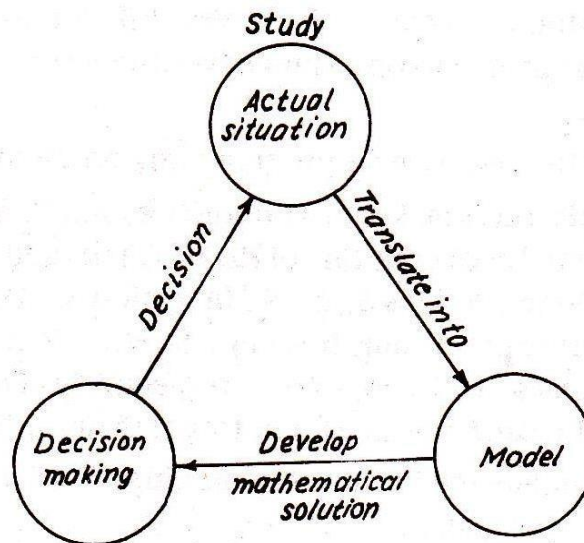 Study
Actual
situation
Translate into
Decision
Decision
making
Develop
mathematical
solution
Model